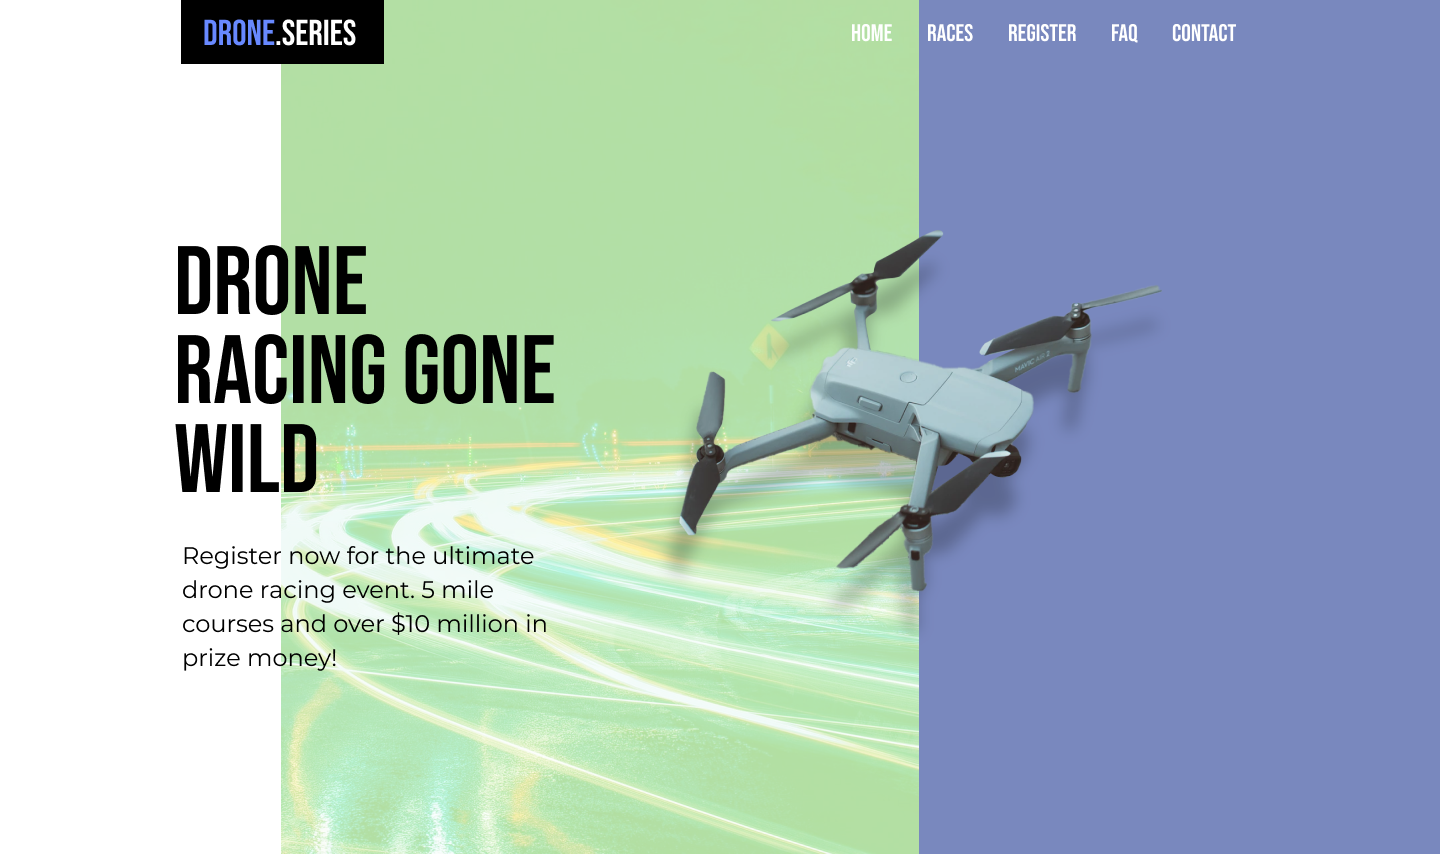 DRONE.SERIES
HOME RACES REGISTER FAQ CONTACT
DRONE
RACING GONE
WILD
Register now for the ultimate
drone racing event. 5 mile
courses and over $10 million in
prize money!
MAVIC AIR 2